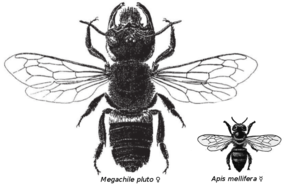 Megachile pluto ♀
Apis mellifera ☿